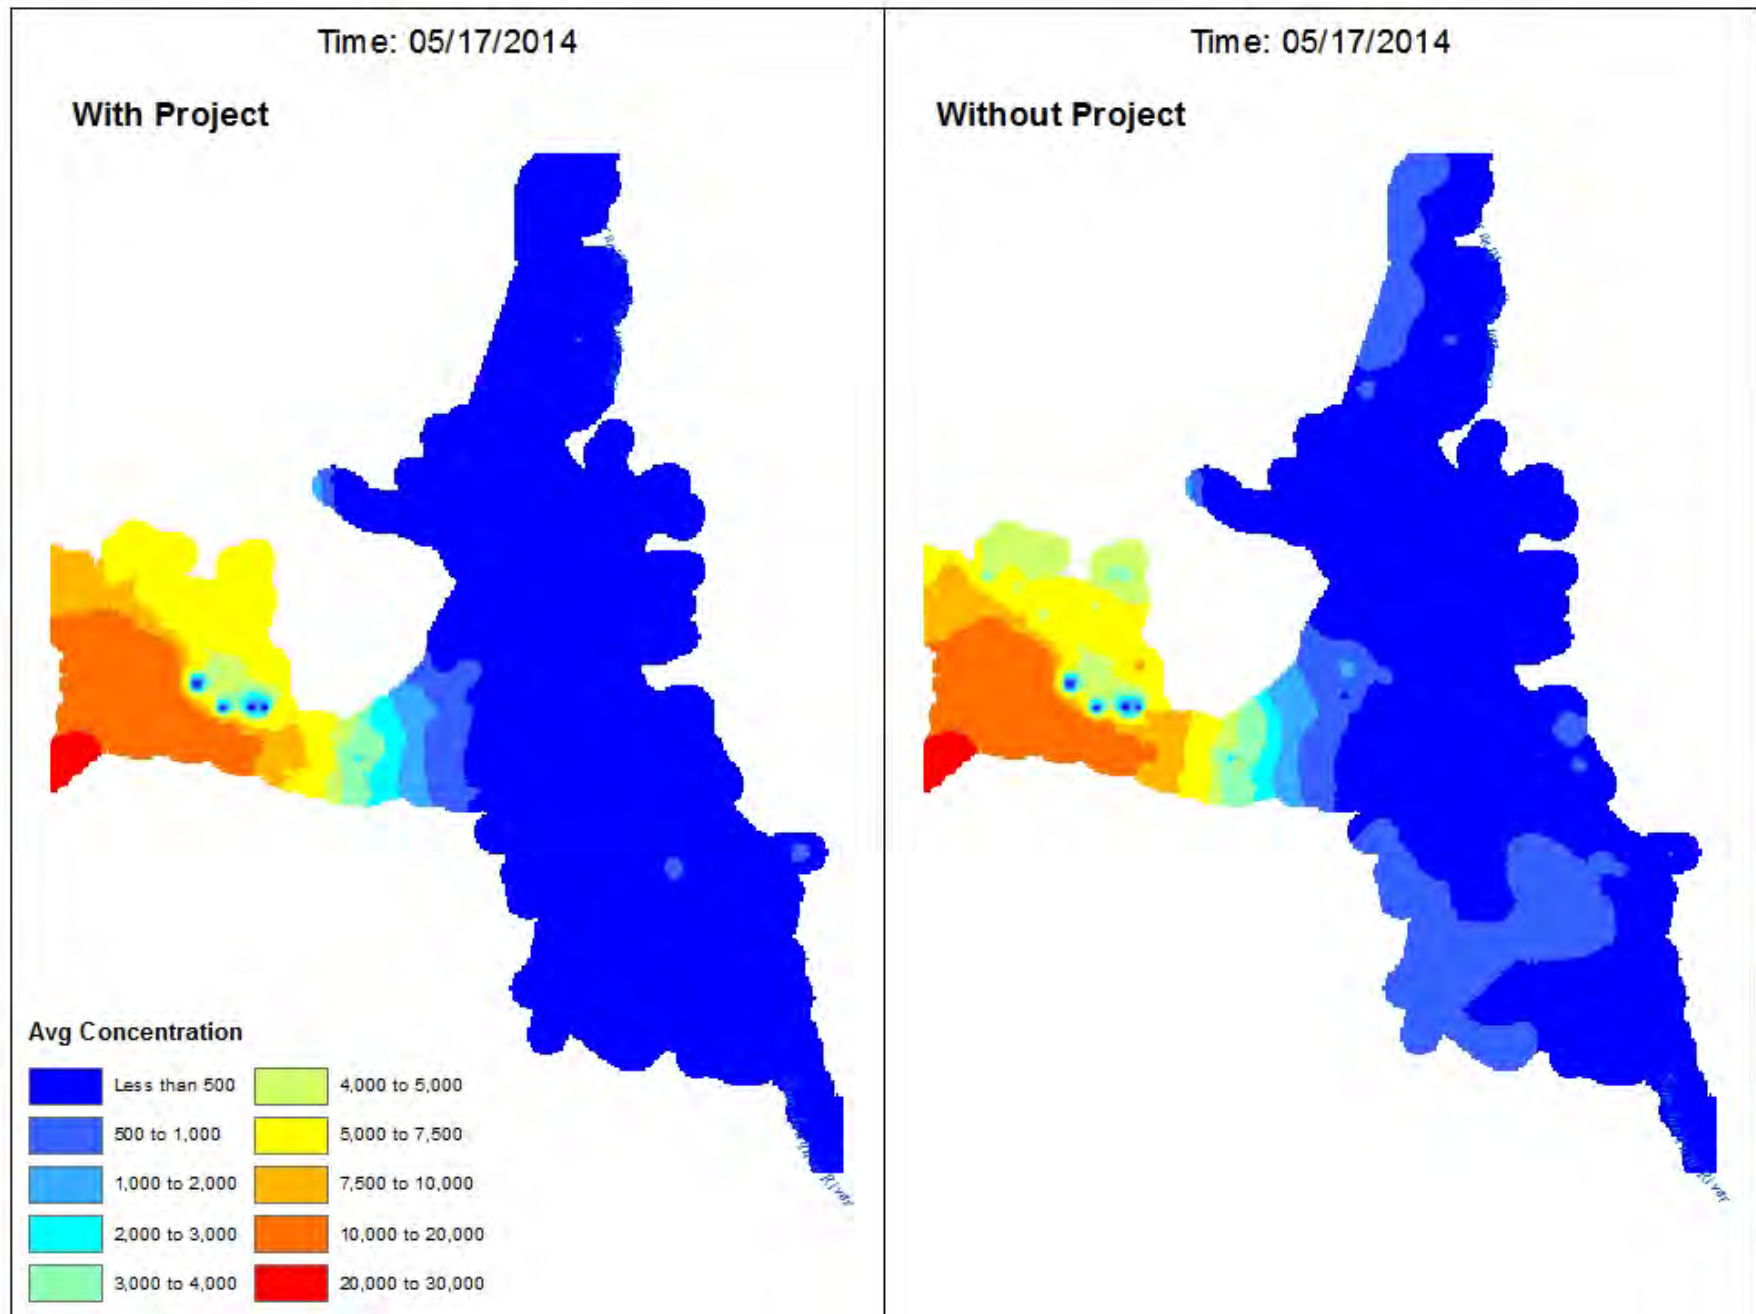 Time: 05/17/2014
With Project
Time: 05/17/2014
Without Project
Avg Concentration
Less than 500
500 to 1,000
1,000 to 2,000
2,000 to 3,000
3,000 to 4,000
4,000 to 5,000
5,000 to 7,500
7,500 to 10,000
10,000 to 20,000
20,000 to 30,000
River
River